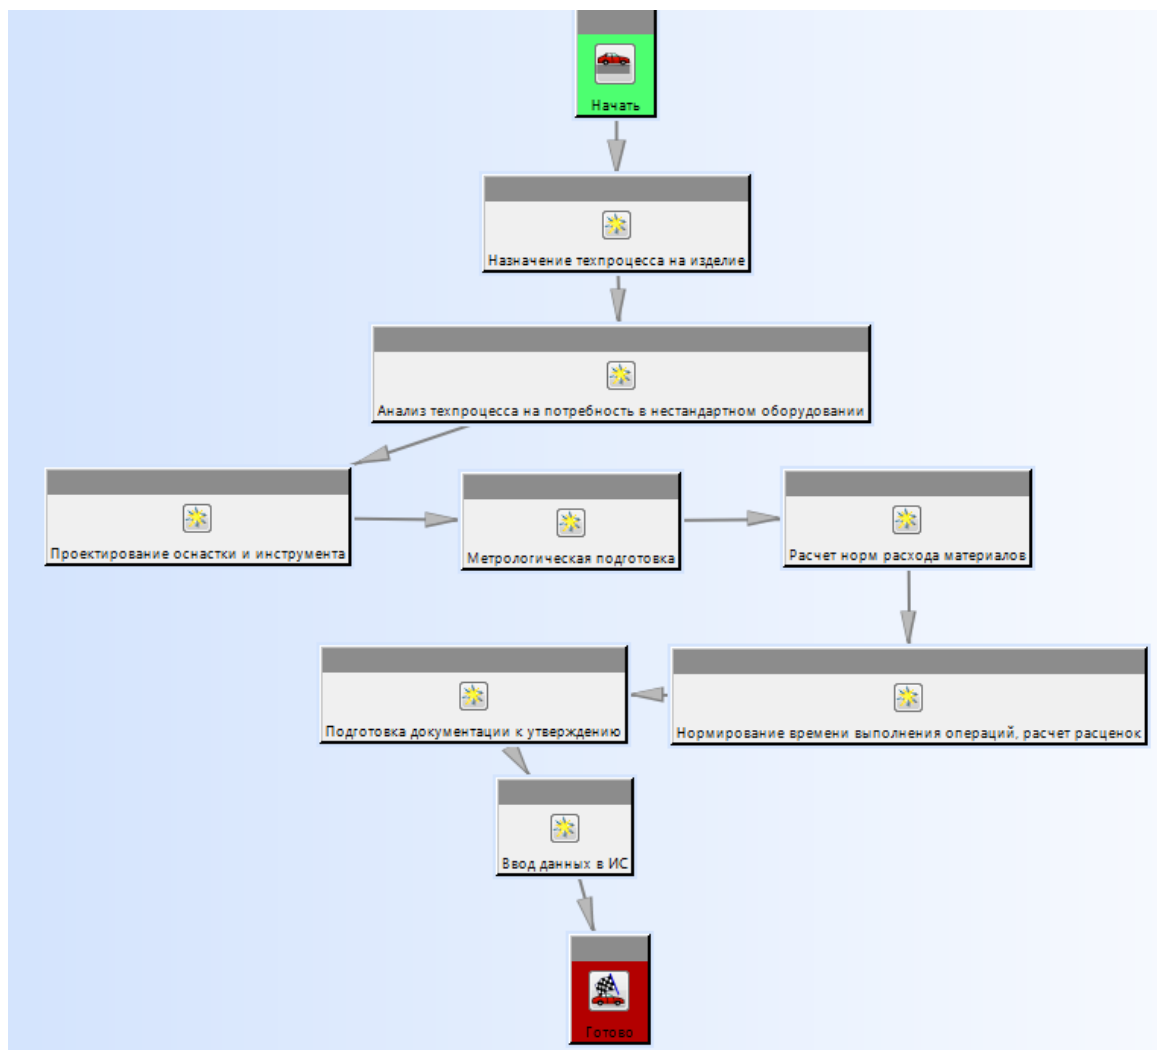 Начать
Назначение техпроцесса на изделие
Анализ техпроцесса на потребность в нестандартном оборудовании
Проектирование оснастки и инструмента
Метрологическая подготовка
Расчет норм расхода материалов
Нормирование времени выполнения операций, расчет расценок
Подготовка документации к утверждению
Ввод данных в ИС
Готово